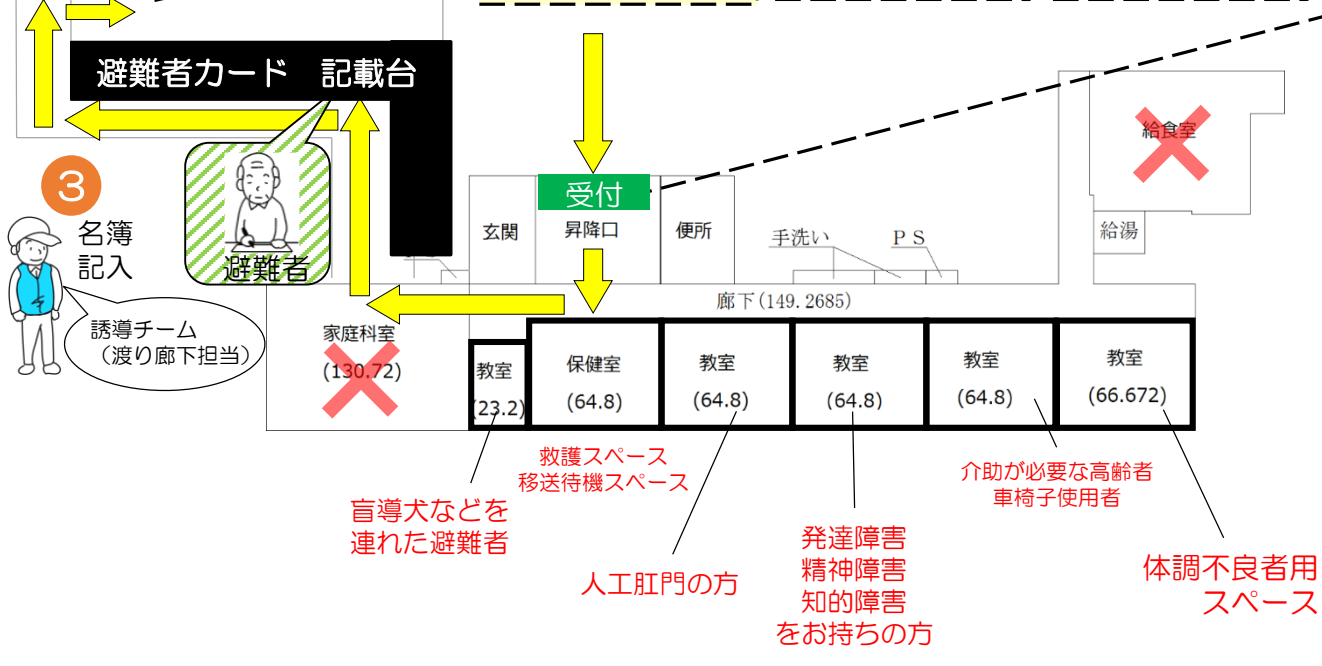 避難者カード　記載台
給食室
3
名簿
記入
受付
玄関
昇降口
便所
手洗い
ＰＳ
給湯
避難者
廊下(149.2685)
誘導チーム
（渡り廊下担当）
家庭科室
(130.72)
教室
(23.2)
保健室
(64.8)
教室
(64.8)
教室
(64.8)
教室
(64.8)
教室
(66.672)
救護スペース
移送待機スペース
介助が必要な高齢者
車椅子使用者
盲導犬などを
連れた避難者
人工肛門の方
発達障害
精神障害
知的障害
をお持ちの方
体調不良者用
スペース